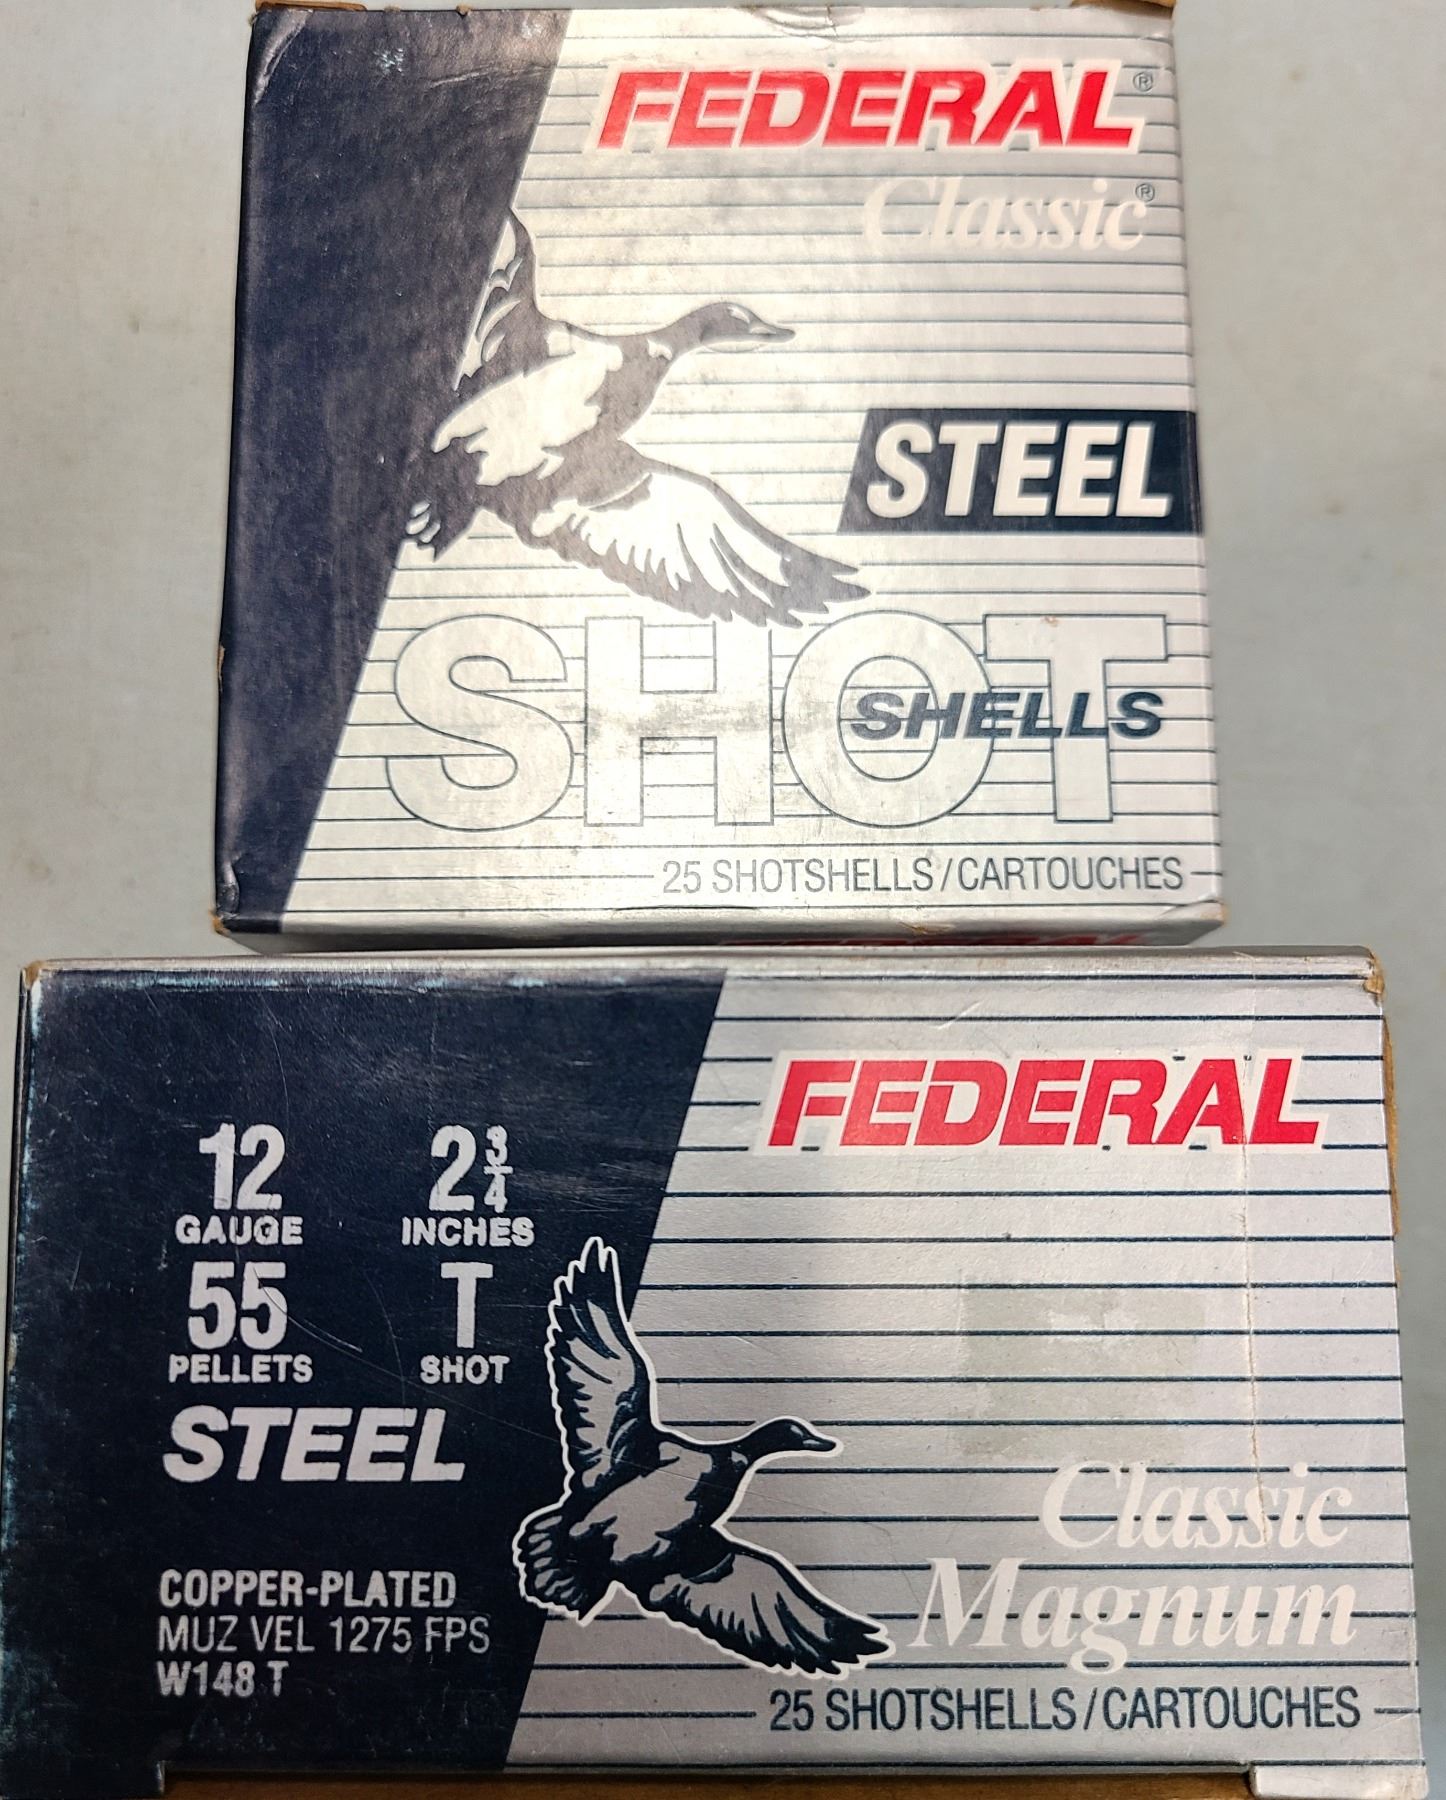 FEDERAL®
Classic®
STEEL
SHOT
SHELLS
25 SHOTSHELLS/CARTOUCHES
FEDERAL
12 2 3/4
GAUGE INCHES
55 T
PELLETS SHOT
STEEL
COPPER-PLATED
MUZ VEL 1275 FPS
W148 T
FEDERAL
Classic
Magnum
25 SHOTSHELLS/CARTOUCHES